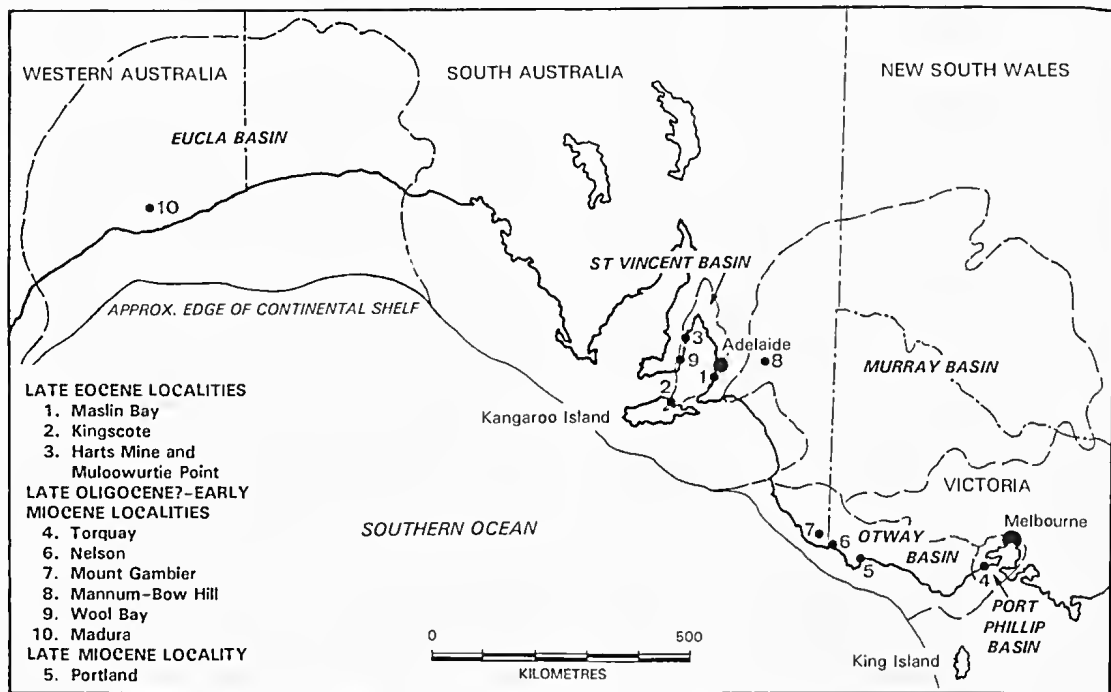 WESTERN AUSTRALIA
SOUTH AUSTRALIA
NEW SOUTH WALES
EUCLA BASIN
10
ST VINCENT BASIN
APPROX. EDGE OF CONTINENTAL SHELF
3
Adelaide
9
8
1
MURRAY BASIN
2
Kangaroo Island
LATE EOCENE LOCALITIES
1. Maslin Bay
2. Kingscote
3. Harts Mine and
Muloowurtie Point
LATE OLIGOCENE?-EARLY
MIOCENE LOCALITIES
4. Torquay
6. Nelson
7. Mount Gambier
8. Mannum-Bow Hill
9. Wool Bay
10. Madura
LATE MIOCENE LOCALITY
5. Portland
SOUTHERN OCEAN
VICTORIA
Melbourne
7
6
OTWAY
BASIN
5
4
PORT
PHILLIP
BASIN
King Island
0
500
KILOMETRES